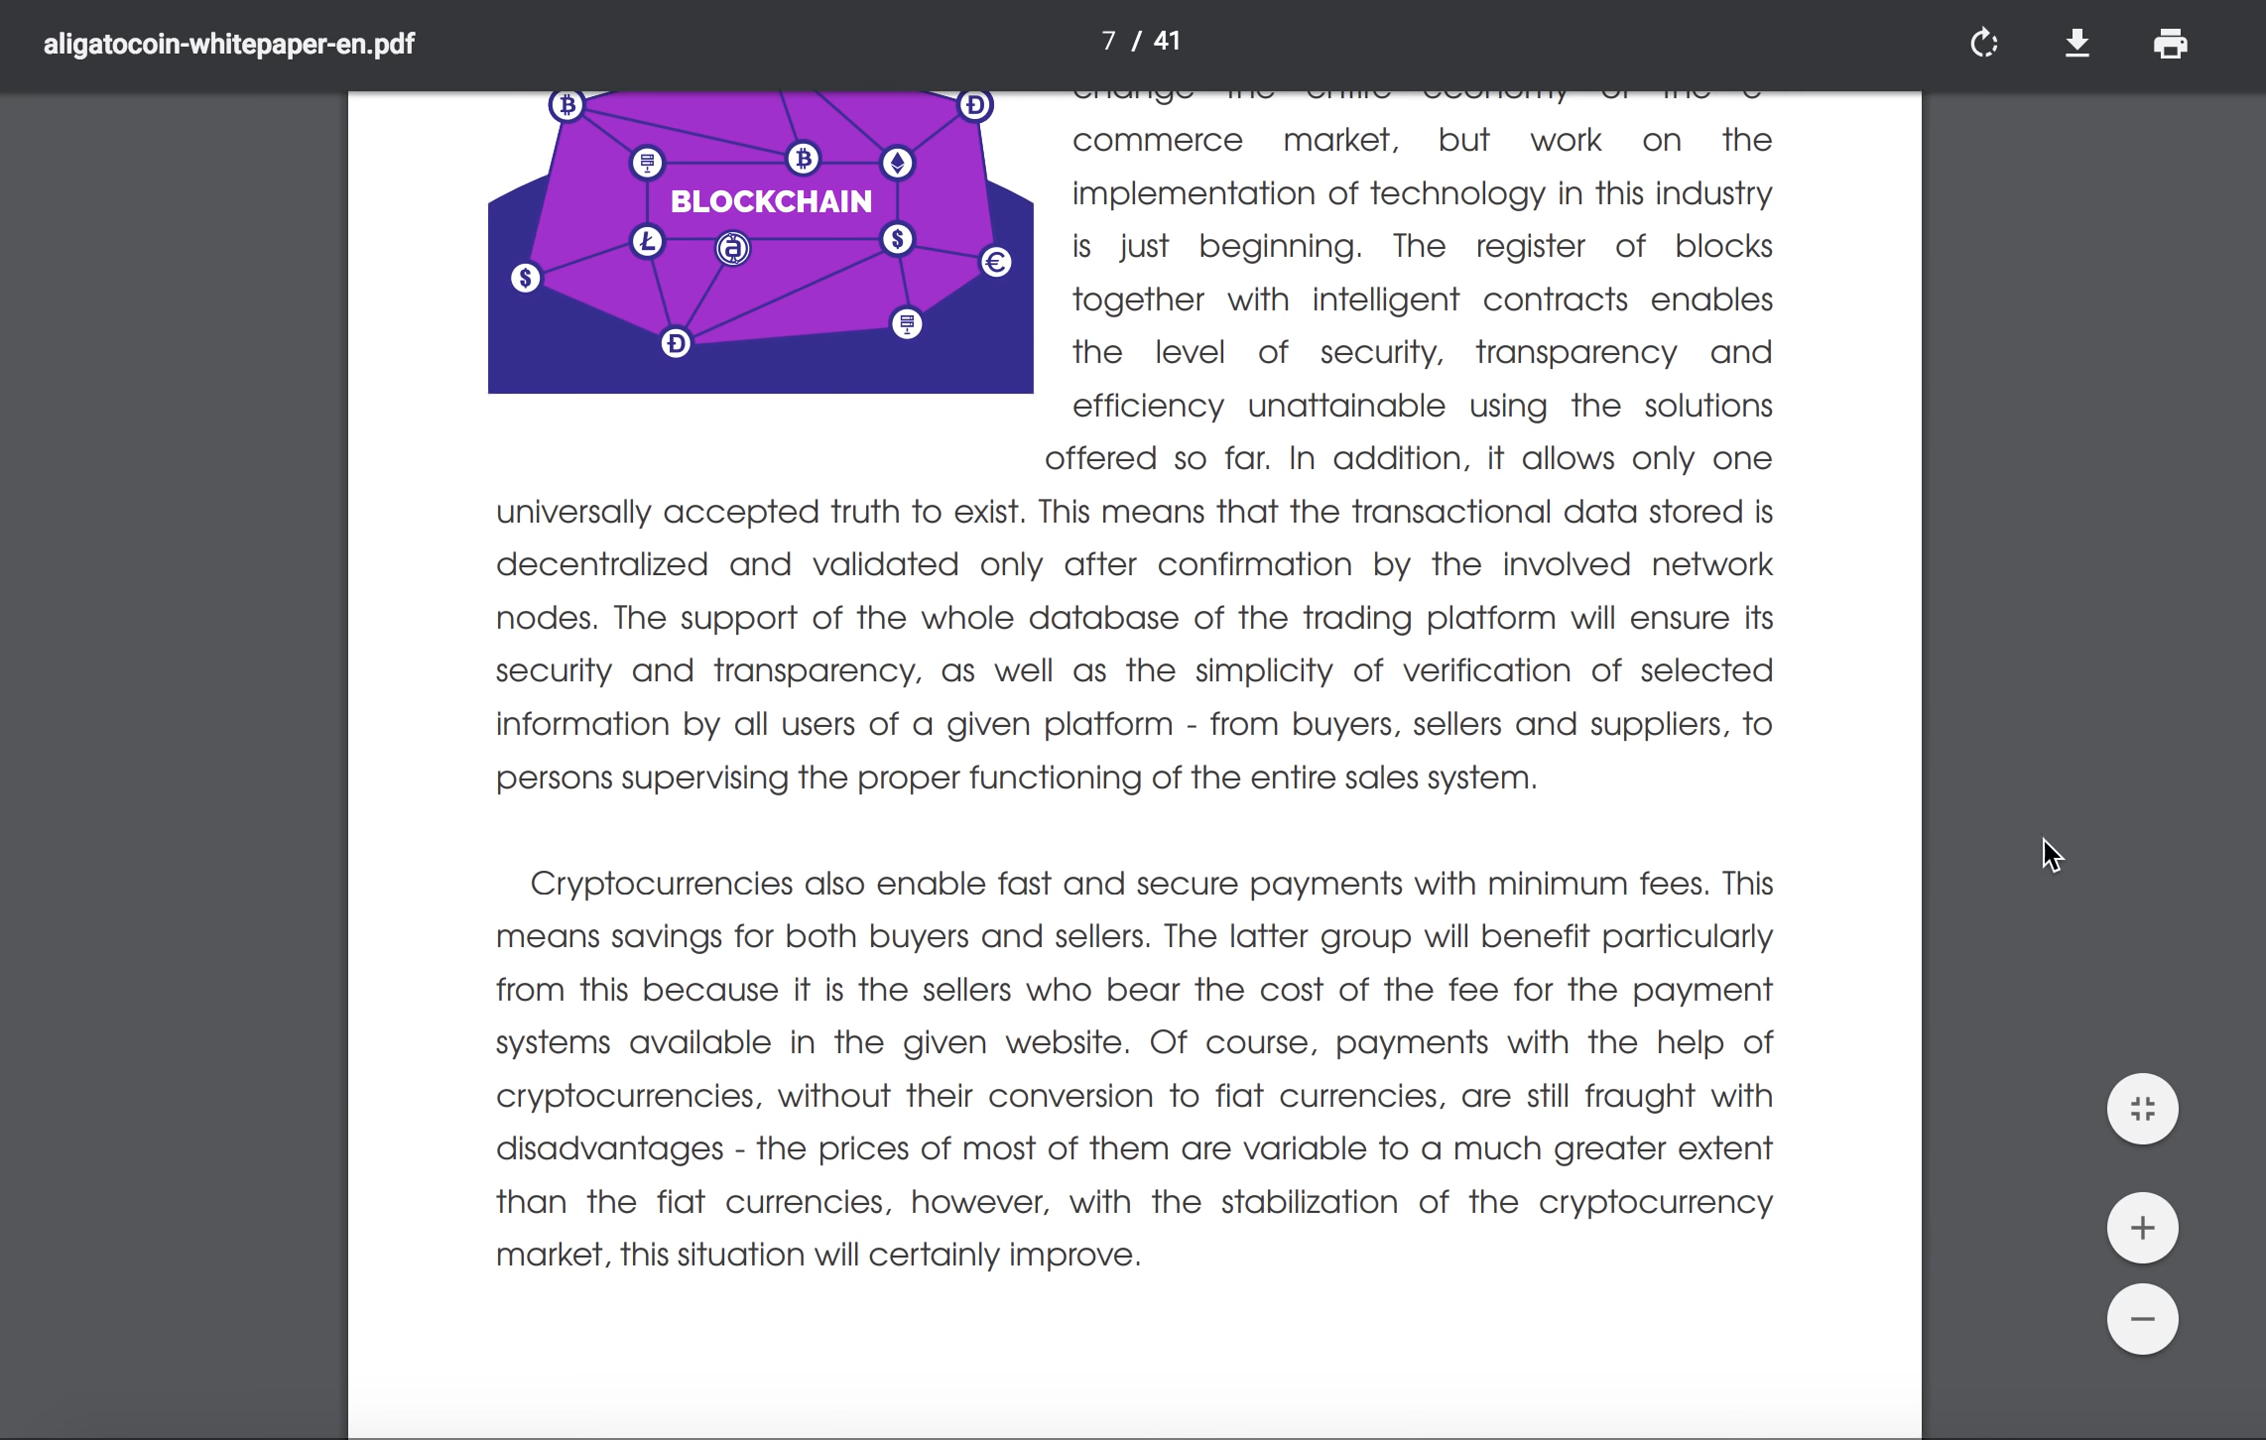 aligatocoin-whitepaper-en.pdf
7 / 41
change the entire economy of the e-
commerce market, but work on the
implementation of technology in this industry
is just beginning. The register of blocks
together with intelligent contracts enables
the level of security, transparency and
efficiency unattainable using the solutions
offered so far. In addition, it allows only one
BLOCKCHAIN
universally accepted truth to exist. This means that the transactional data stored is
decentralized and validated only after confirmation by the involved network
nodes. The support of the whole database of the trading platform will ensure its
security and transparency, as well as the simplicity of verification of selected
information by all users of a given platform - from buyers, sellers and suppliers, to
persons supervising the proper functioning of the entire sales system.
Cryptocurrencies also enable fast and secure payments with minimum fees. This
means savings for both buyers and sellers. The latter group will benefit particularly
from this because it is the sellers who bear the cost of the fee for the payment
systems available in the given website. Of course, payments with the help of
cryptocurrencies, without their conversion to fiat currencies, are still fraught with
disadvantages - the prices of most of them are variable to a much greater extent
than the fiat currencies, however, with the stabilization of the cryptocurrency
market, this situation will certainly improve.